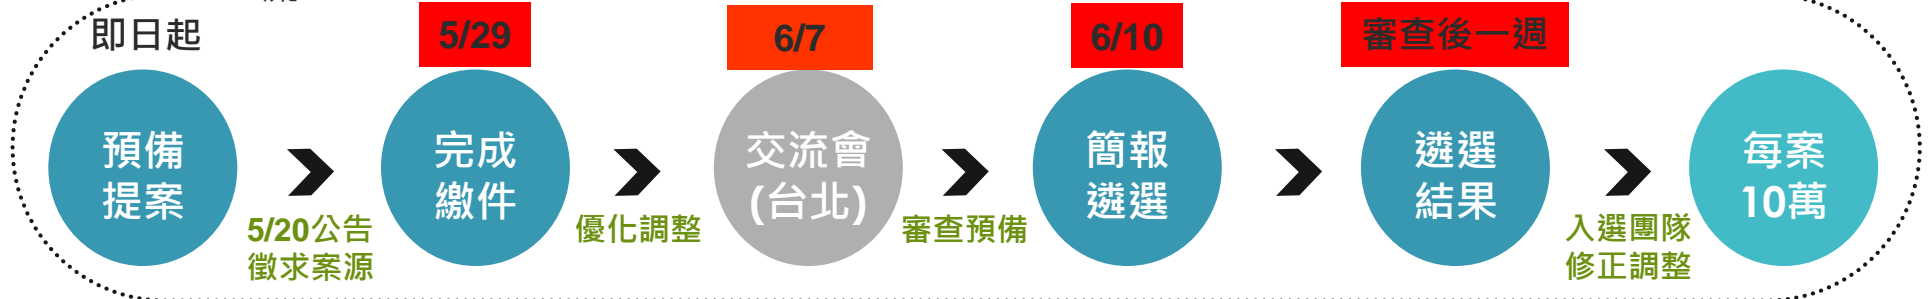 即日起
5/29
6/7
6/10
審查後一週
預備
提案
完成
繳件
交流會
(台北)
簡報
遴選
遴選
結果
每案
10萬
5/20公告
徵求案源
優化調整
審查預備
入選團隊
修正調整